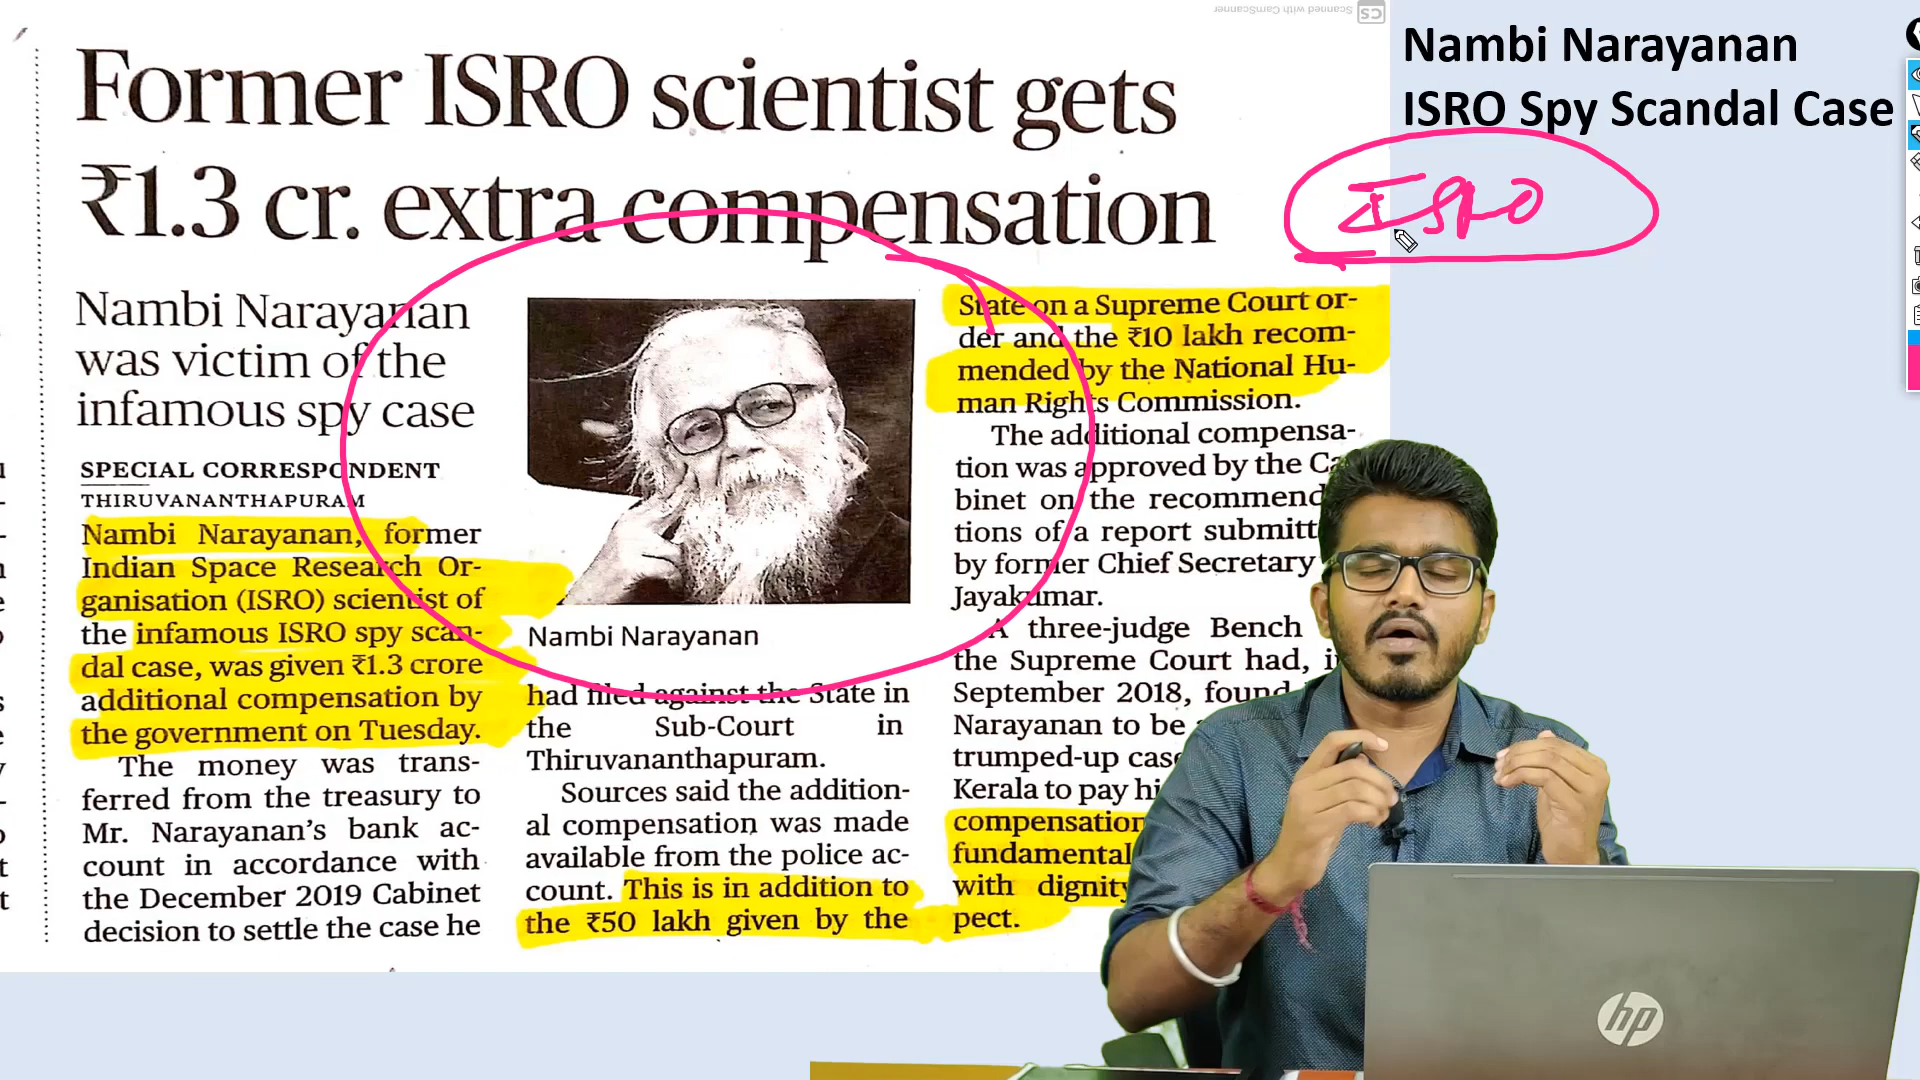 Scanned with CamScanner
CS
Nambi Narayanan
ISRO Spy Scandal Case
ISRO
Former ISRO scientist gets
₹1.3 cr. extra compensation
Nambi Narayanan
was victim of the
infamous spy case
SPECIAL CORRESPONDENT
THIRUVANANTHAPURAM
Nambi Narayanan, former
Indian Space Research Or-
ganisation (ISRO) scientist of
the infamous ISRO spy scan-
dal case, was given ₹1.3 crore
additional compensation by
the government on Tuesday.
The money was trans-
ferred from the treasury to
Mr. Narayanan's bank ac-
count in accordance with
the December 2019 Cabinet
decision to settle the case he
Nambi Narayanan
had filed against the State in
the Sub-Court in
Thiruvananthapuram.
Sources said the addition-
al compensation was made
available from the police ac-
count. This is in addition to
the ₹50 lakh given by the
State on a Supreme Court or-
der and the ₹10 lakh recom-
mended by the National Hu-
man Rights Commission.
The additional compensa-
tion was approved by the Ca
binet on the recommend
tions of a report submitt
by former Chief Secretary
Jayakumar.
A three-judge Bench
the Supreme Court had, i
September 2018, found
Narayanan to be
trumped-up cas
Kerala to pay hi
compensation
fundamental
with dignity
pect.
hp